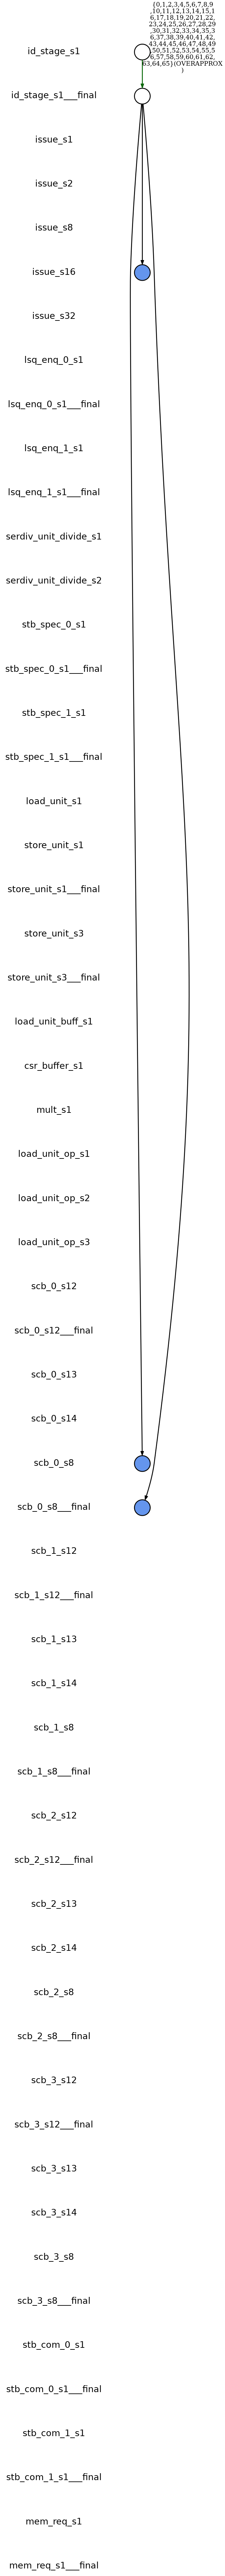 {0,1,2,3,4,5,6,7,8,9
,10,11,12,13,14,15,1
6,17,18,19,20,21,22,
23,24,25,26,27,28,29
,30,31,32,33,34,35,3
6,37,38,39,40,41,42,
43,44,45,46,47,48,49
,50,51,52,53,54,55,5
6,57,58,59,60,61,62,
63,64,65}(OVERAPPROX
)
id_stage_s1
id_stage_s1___final
issue_s1
issue_s2
issue_s8
issue_s16
issue_s32
lsq_enq_0_s1
lsq_enq_0_s1___final
lsq_enq_1_s1
lsq_enq_1_s1___final
serdiv_unit_divide_s1
serdiv_unit_divide_s2
stb_spec_0_s1
stb_spec_0_s1___final
stb_spec_1_s1
stb_spec_1_s1___final
load_unit_s1
store_unit_s1
store_unit_s1___final
store_unit_s3
store_unit_s3___final
load_unit_buff_s1
csr_buffer_s1
mult_s1
load_unit_op_s1
load_unit_op_s2
load_unit_op_s3
scb_0_s12
scb_0_s12___final
scb_0_s13
scb_0_s14
scb_0_s8
scb_0_s8___final
scb_1_s12
scb_1_s12___final
scb_1_s13
scb_1_s14
scb_1_s8
scb_1_s8___final
scb_2_s12
scb_2_s12___final
scb_2_s13
scb_2_s14
scb_2_s8
scb_2_s8___final
scb_3_s12
scb_3_s12___final
scb_3_s13
scb_3_s14
scb_3_s8
scb_3_s8___final
stb_com_0_s1
stb_com_0_s1___final
stb_com_1_s1
stb_com_1_s1___final
mem_req_s1
mem_req_s1___final